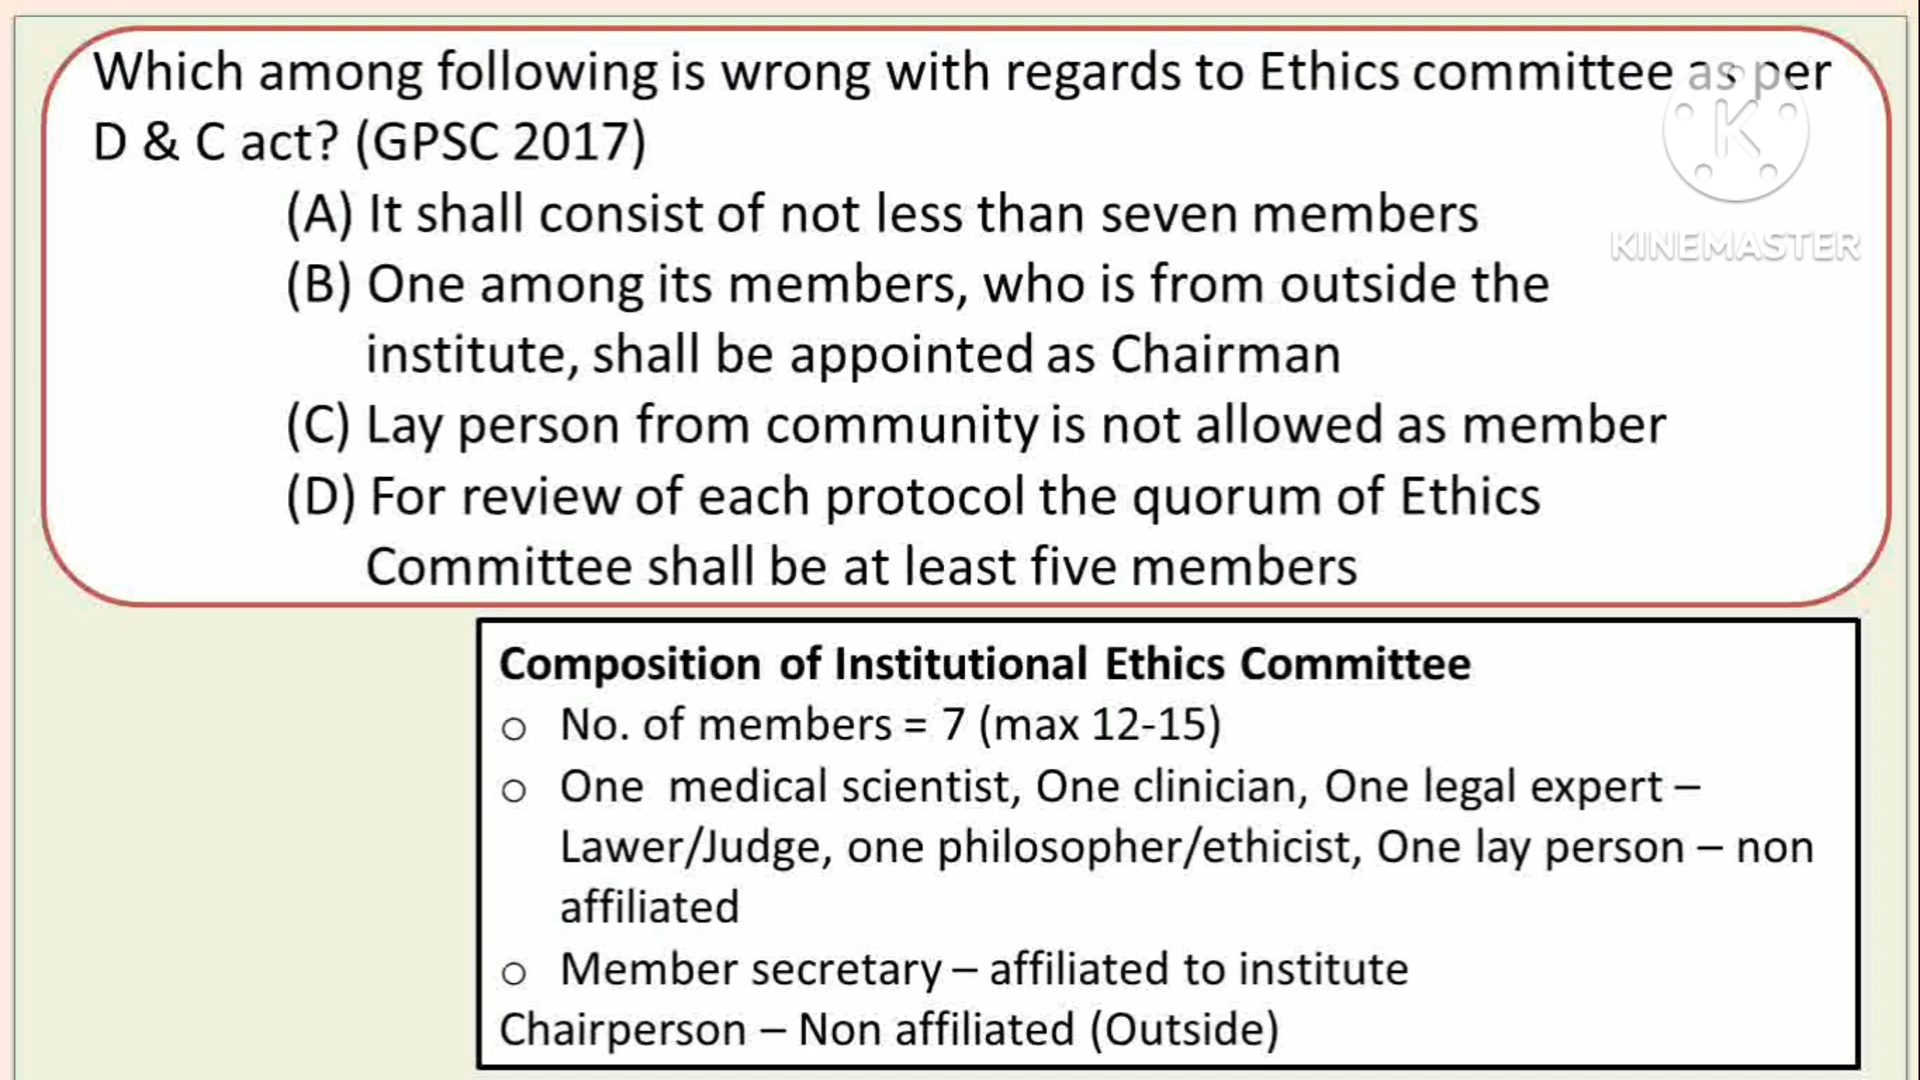 Which among following is wrong with regards to Ethics committee as per
D & C act? (GPSC 2017)
(A) It shall consist of not less than seven members
(B) One among its members, who is from outside the
institute, shall be appointed as Chairman
(C) Lay person from community is not allowed as member
(D) For review of each protocol the quorum of Ethics
Committee shall be at least five members
K
KINEMASTER
Composition of Institutional Ethics Committee
o No. of members = 7 (max 12-15)
o One medical scientist, One clinician, One legal expert –
Lawer/Judge, one philosopher/ethicist, One lay person – non
affiliated
o Member secretary – affiliated to institute
Chairperson – Non affiliated (Outside)